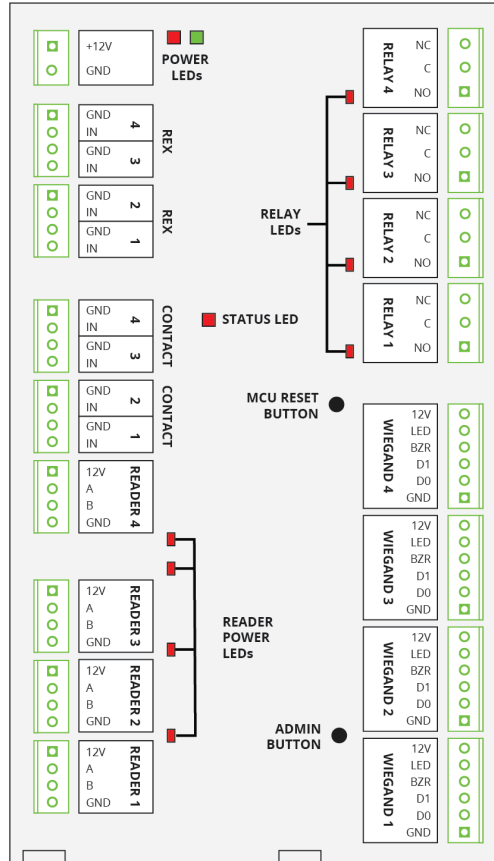 +12V
GND
POWER
LEDs
GND
IN
4
GND
IN
3
REX
GND
IN
2
GND
IN
1
REX
GND
IN
4
GND
IN
3
CONTACT
GND
IN
2
GND
IN
1
CONTACT
12V
A
B
GND
READER 4
12V
A
B
GND
READER 3
12V
A
B
GND
READER 2
12V
A
B
GND
READER 1
READER
POWER
LEDs
STATUS LED
RELAY
LEDs
MCU RESET
BUTTON
ADMIN
BUTTON
RELAY 4
NC
C
NO
RELAY 3
NC
C
NO
RELAY 2
NC
C
NO
RELAY 1
NC
C
NO
WIEGAND 4
12V
LED
BZR
D1
D0
GND
WIEGAND 3
12V
LED
BZR
D1
D0
GND
WIEGAND 2
12V
LED
BZR
D1
D0
GND
WIEGAND 1
12V
LED
BZR
D1
D0
GND